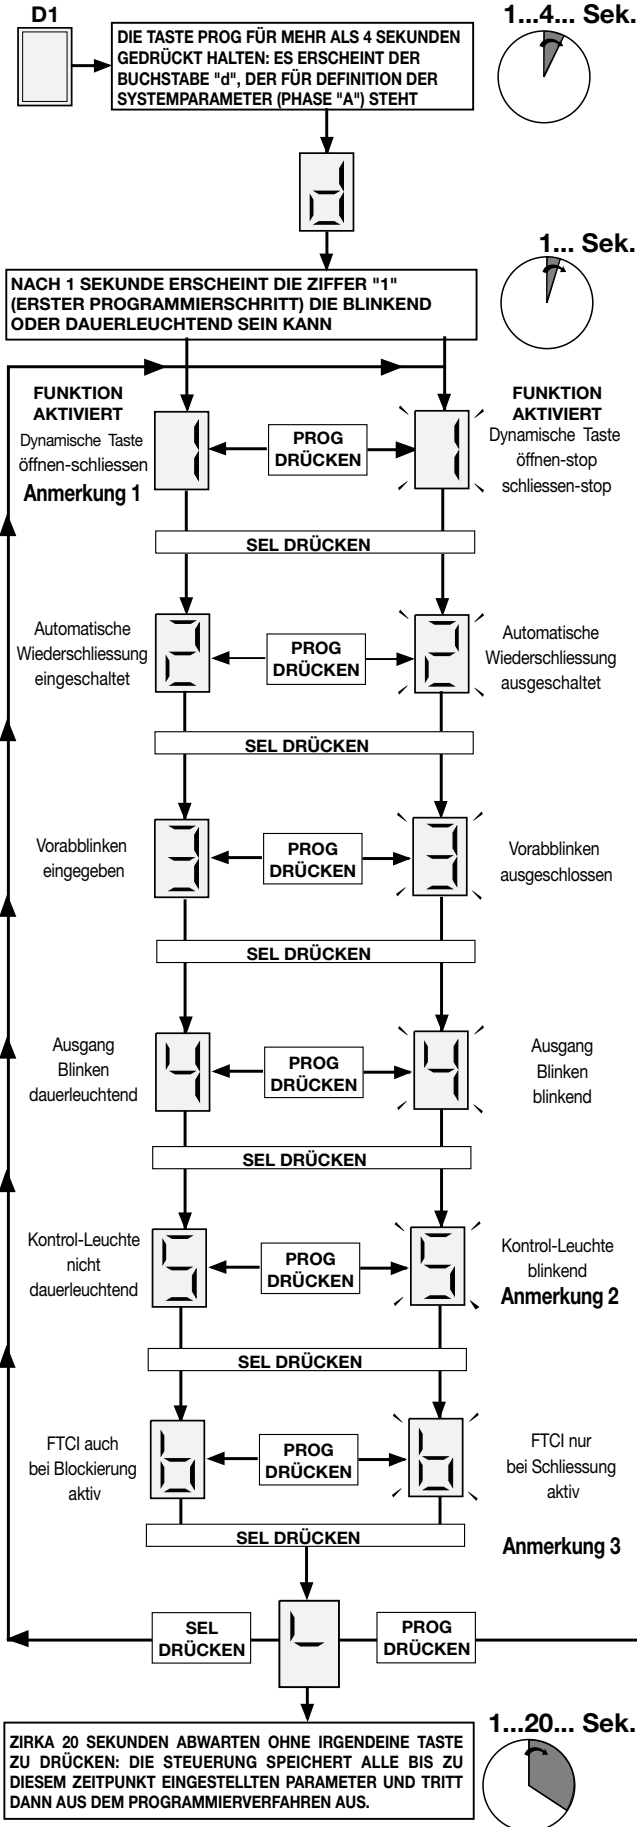 D1
DIE TASTE PROG FÜR MEHR ALS 4 SEKUNDEN
GEDRÜCKT HALTEN: ES ERSCHEINT DER
BUCHSTABE "d", DER FÜR DEFINITION DER
SYSTEMPARAMETER (PHASE "A") STEHT
1...4... Sek.
d
1... Sek.
NACH 1 SEKUNDE ERSCHEINT DIE ZIFFER "1"
(ERSTER PROGRAMMIERSCHRITT) DIE BLINKEND
ODER DAUERLEUCHTEND SEIN KANN
FUNKTION
AKTIVIERT
Dynamische Taste
öffnen-schliessen
Anmerkung 1
1
PROG
DRÜCKEN
1
FUNKTION
AKTIVIERT
Dynamische Taste
öffnen-stop
schliessen-stop
SEL DRÜCKEN
Automatische
Wiederschliessung
eingeschaltet
2
PROG
DRÜCKEN
2
Automatische
Wiederschliessung
ausgeschaltet
SEL DRÜCKEN
Vorabblinken
eingegeben
3
PROG
DRÜCKEN
3
Vorabblinken
ausgeschlossen
SEL DRÜCKEN
Ausgang
Blinken
dauerleuchtend
4
PROG
DRÜCKEN
4
Ausgang
Blinken
blinkend
SEL DRÜCKEN
Kontrol-Leuchte
nicht
dauerleuchtend
5
PROG
DRÜCKEN
5
Kontrol-Leuchte
blinkend
Anmerkung 2
SEL DRÜCKEN
FTCI auch
bei Blockierung
aktiv
b
PROG
DRÜCKEN
b
FTCI nur
bei Schliessung
aktiv
SEL DRÜCKEN
Anmerkung 3
SEL
DRÜCKEN
PROG
DRÜCKEN
ZIRKA 20 SEKUNDEN ABWARTEN OHNE IRGENDEINE TASTE
ZU DRÜCKEN: DIE STEUERUNG SPEICHERT ALLE BIS ZU
DIESEM ZEITPUNKT EINGESTELLTEN PARAMETER UND TRITT
DANN AUS DEM PROGRAMMIERVERFAHREN AUS.
1...20... Sek.